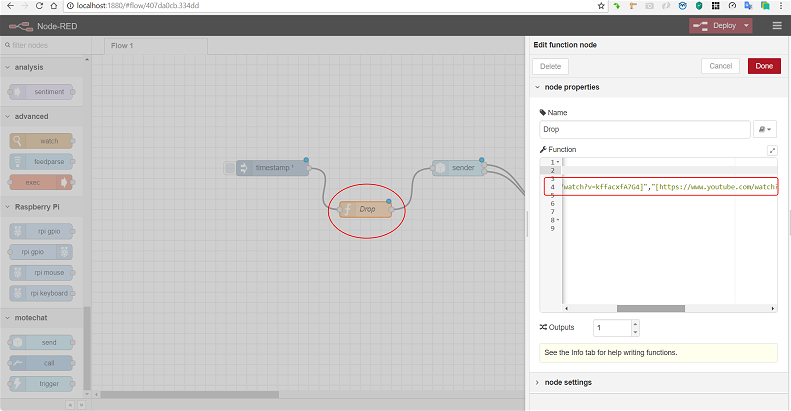 localhost:1880/#flow/407da0cb.334dd
Node-RED
Deploy
filter nodes
Flow 1
analysis
sentiment
advanced
watch
feedparse
exec
Raspberry Pi
rpi gpio
rpi gpio
rpi mouse
rpi keyboard
motechat
send
call
trigger
timestamp ¹
Drop
sender
Edit function node
Delete
Cancel
Done
node properties
Name
Drop
Function
1
2
3
4 "watch?v=kffacxfA7G4]","[https://www.youtube.com/watch?
5
6
7
8
9
Outputs
1
See the Info tab for help writing functions.
node settings